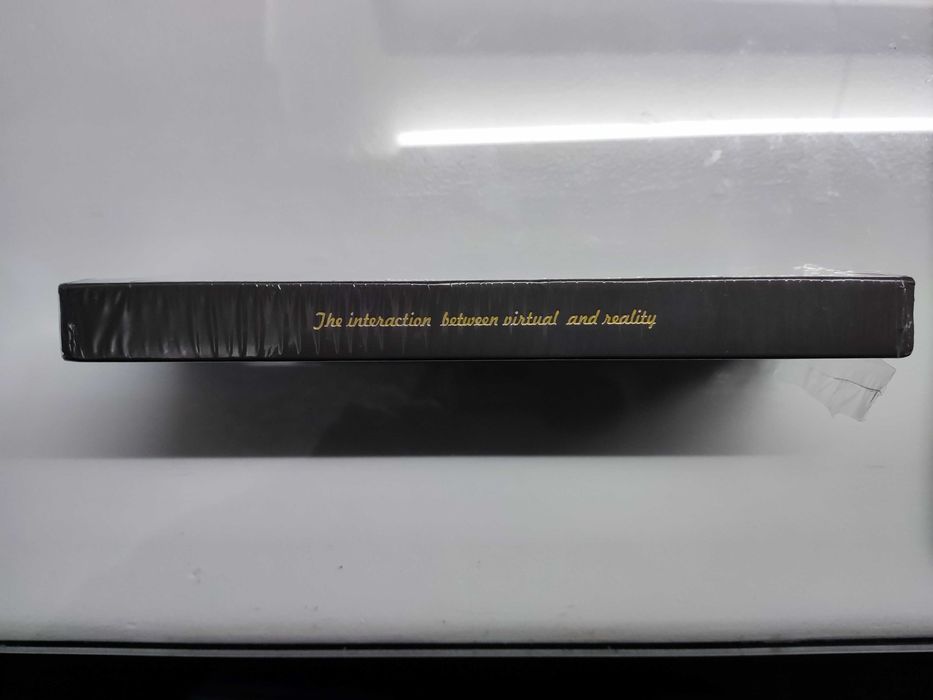 The interaction between virtual and reality